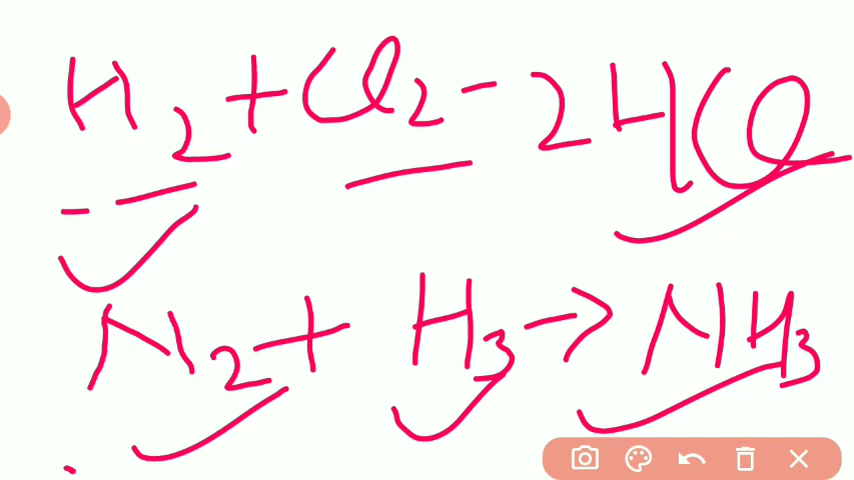 H2 + Cl2 - 2HCl
N2 + H3 → NH3